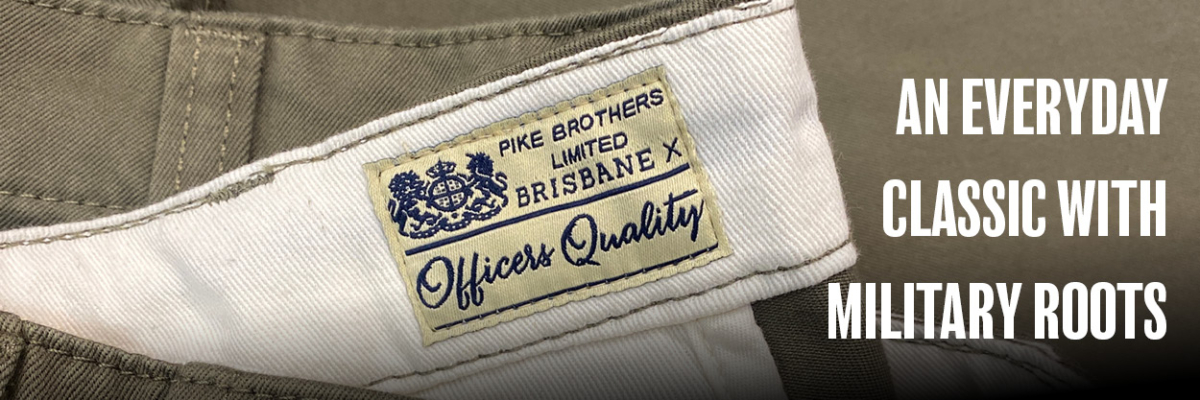 PIKE BROTHERS
LIMITED
BRISBANE X
Officers Quality
AN EVERYDAY
CLASSIC WITH
MILITARY ROOTS